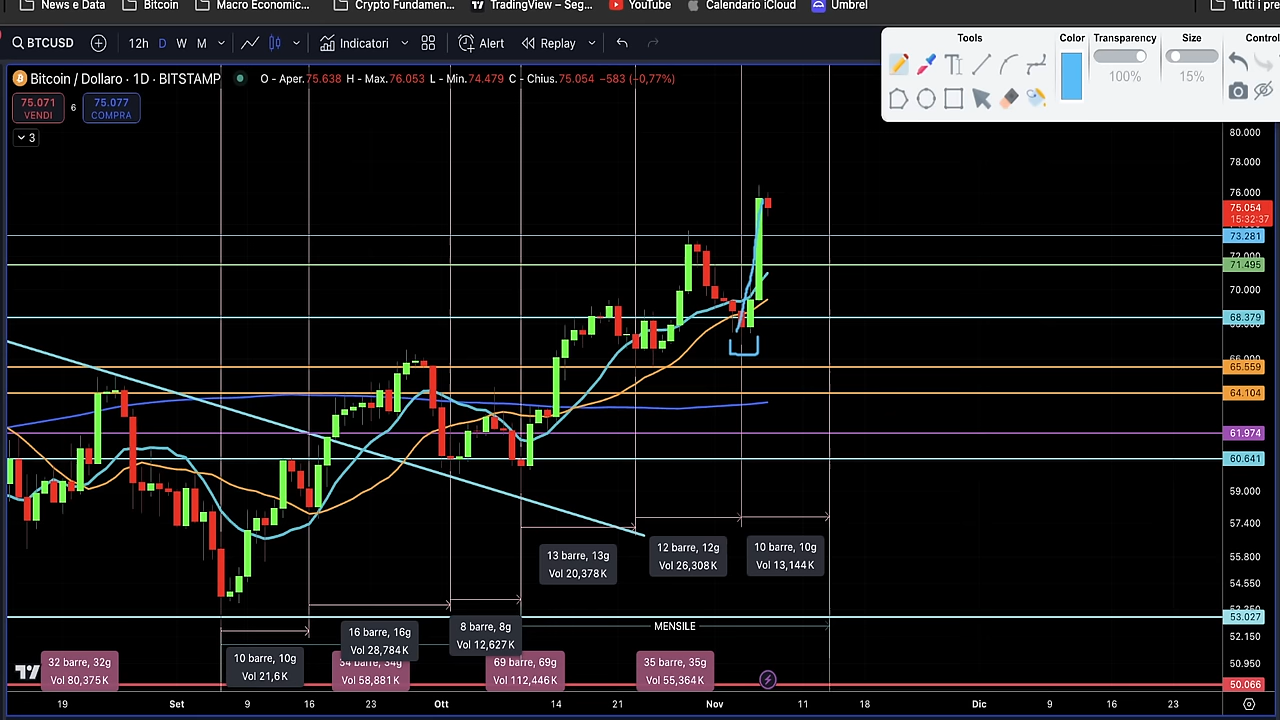 News e Data
Bitcoin
Macro Economic...
Crypto Fundamen...
TradingView – Seg...
YouTube
Calendario iCloud
Umbrel
Tutti i pre
BTCUSD
12h D W M
Indicatori
Alert
Replay
Tools
Color
Transparency
Size
Control
100%
15%
Bitcoin / Dollaro · 1D · BITSTAMP
O - Aper.75.638 H - Max.76.053 L - Min.74.479 C - Chius.75.054 −583 (−0,77%)
75.071
VENDI
6
75.077
COMPRA
3
80.000
78.000
76.000
75.054
15:32:37
73.281
72.000
71.495
70.000
68.379
68.000
66.000
65.559
64.104
61.974
60.641
59.000
57.400
55.800
54.550
53.250
53.027
52.150
50.950
50.066
13 barre, 13g
Vol 20,378K
12 barre, 12g
Vol 26,308K
10 barre, 10g
Vol 13,144K
MENSILE
16 barre, 16g
Vol 28,784K
8 barre, 8g
Vol 12,627K
32 barre, 32g
Vol 80,375K
10 barre, 10g
Vol 21,6K
34 barre, 34g
Vol 58,881K
69 barre, 69g
Vol 112,446K
35 barre, 35g
Vol 55,364K
19 Set 9 16 23 Ott 14 21 Nov 11 18 Dic 9 16 23